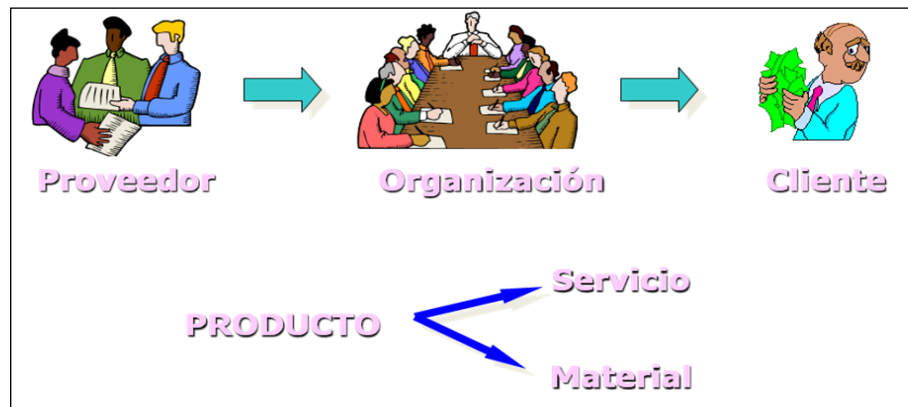 Proveedor
Organización
Cliente
Servicio
PRODUCTO
Material